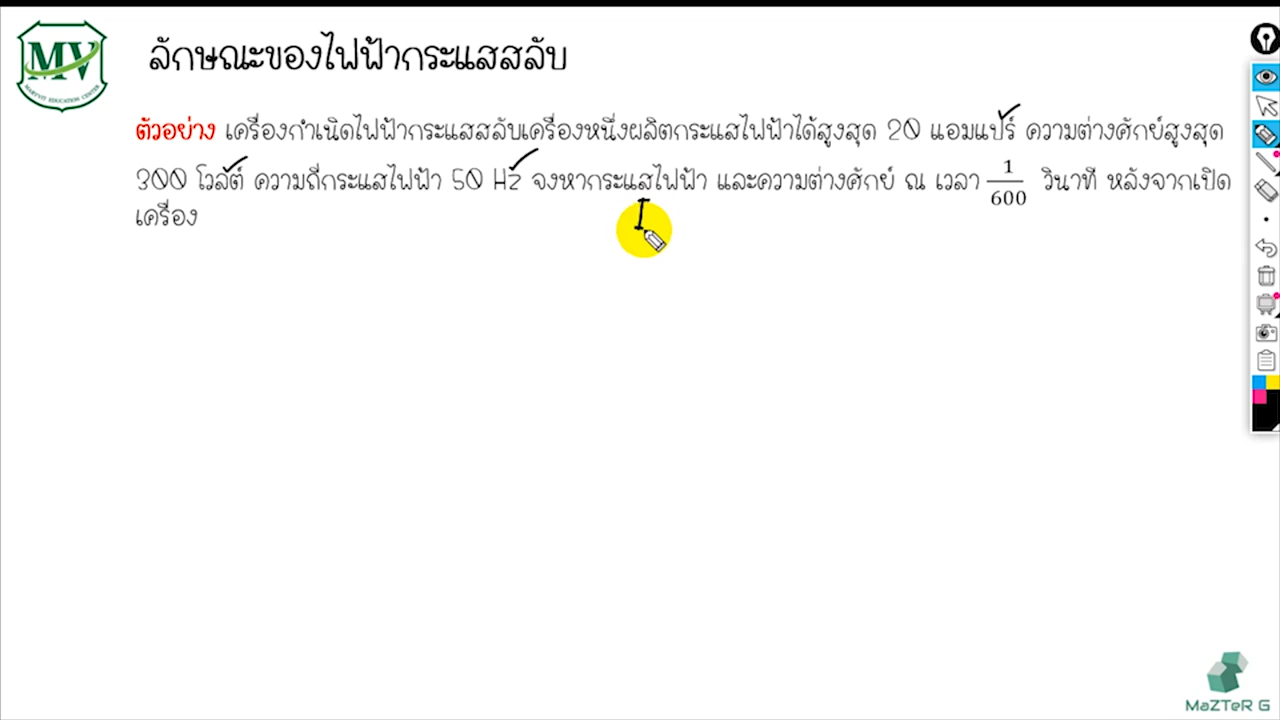 MV
MARYVIT EDUCATION CENTER
ลักษณะของไฟฟ้ากระแสสลับ
ตัวอย่าง เครื่องกำเนิดไฟฟ้ากระแสสลับเครื่องหนึ่งผลิตกระแสไฟฟ้าได้สูงสุด 20 แอมแปร์ ความต่างศักย์สูงสุด
300 โวลต์ ความถี่กระแสไฟฟ้า 50 Hz จงหากระแสไฟฟ้า และความต่างศักย์ ณ เวลา 1/600 วินาที หลังจากเปิด
เครื่อง
I
MaZTeR G